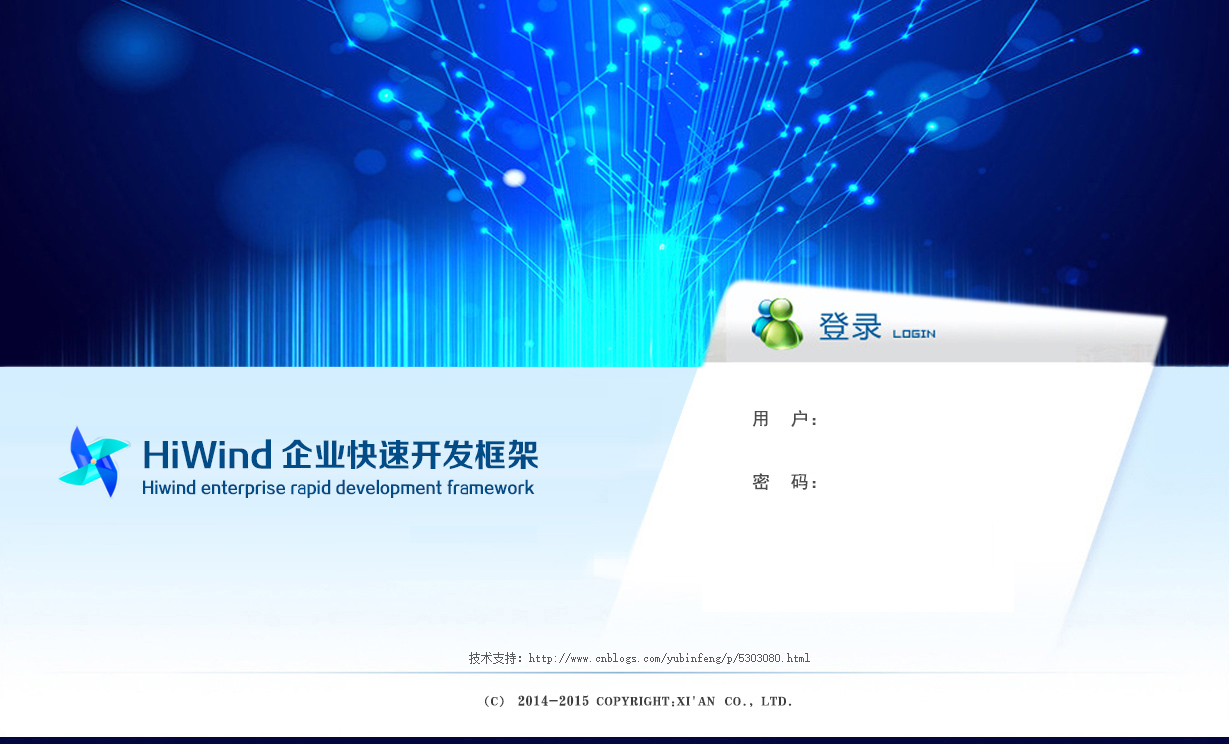 登录 LOGIN
用 户：
密 码：
HiWind 企业快速开发框架
Hiwind enterprise rapid development framework
技术支持：http://www.cnblogs.com/yubinfeng/p/5303080.html
(C) 2014-2015 COPYRIGHT;XI'AN CO., LTD.